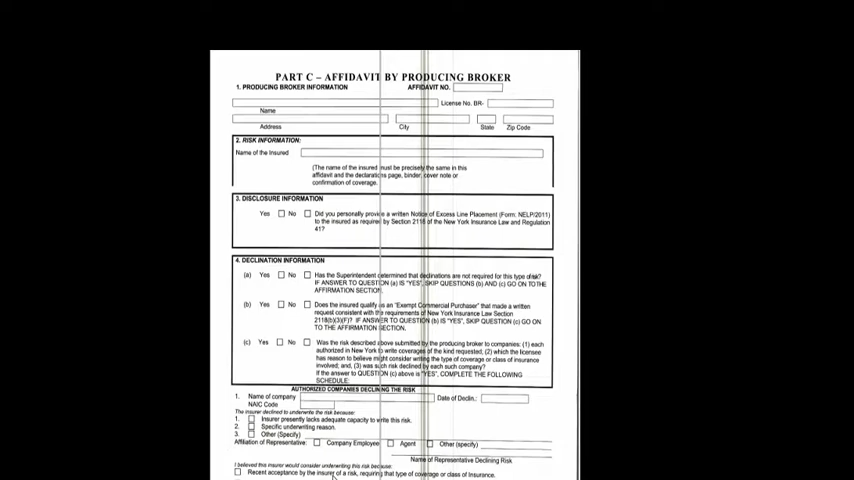 PART C – AFFIDAVIT BY PRODUCING BROKER
1. PRODUCING BROKER INFORMATION AFFIDAVIT NO.
License No. BR-
Name
Address City State Zip Code
2. RISK INFORMATION:
Name of the Insured
(The name of the insured must be precisely the same in this
affidavit and the declarations page, binder, cover note or
confirmation of coverage.
3. DISCLOSURE INFORMATION
Yes No Did you personally provide a written Notice of Excess Line Placement (Form: NELP/2011)
to the insured as required by Section 2118 of the New York Insurance Law and Regulation
41?
4. DECLINATION INFORMATION
(a) Yes No Has the Superintendent determined that declinations are not required for this type of risk?
IF ANSWER TO QUESTION (a) IS "YES", SKIP QUESTIONS (b) AND (c) GO ON TO THE
AFFIRMATION SECTION.
(b) Yes No Does the insured qualify as an "Exempt Commercial Purchaser" that made a written
request consistent with the requirements of New York Insurance Law Section
2118(b)(3)(F)? IF ANSWER TO QUESTION (b) IS "YES", SKIP QUESTION (c) GO ON
TO THE AFFIRMATION SECTION.
(c) Yes No Was the risk described above submitted by the producing broker to companies: (1) each
authorized in New York to write coverages of the kind requested, (2) which the licensee
has reason to believe might consider writing the type of coverage or class of insurance
involved; and, (3) was such risk declined by each such company?
If the answer to QUESTION (c) above is "YES", COMPLETE THE FOLLOWING
SCHEDULE:
AUTHORIZED COMPANIES DECLINING THE RISK
1. Name of company Date of Declin.:
NAIC Code
The insurer declined to underwrite the risk because:
1. Insurer presently lacks adequate capacity to write this risk.
2. Specific underwriting reason.
3. Other (Specify)
Affiliation of Representative: Company Employee Agent Other (specify)
Name of Representative Declining Risk
I believed this insurer would consider underwriting this risk because:
Recent acceptance by the insurer of a risk, requiring that type of coverage or class of Insurance.